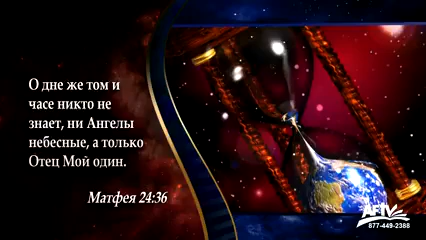 О дне же том и
часе никто не
знает, ни Ангелы
небесные, а только
Отец Мой один.
Матфея 24:36
AFTV
877-449-2388